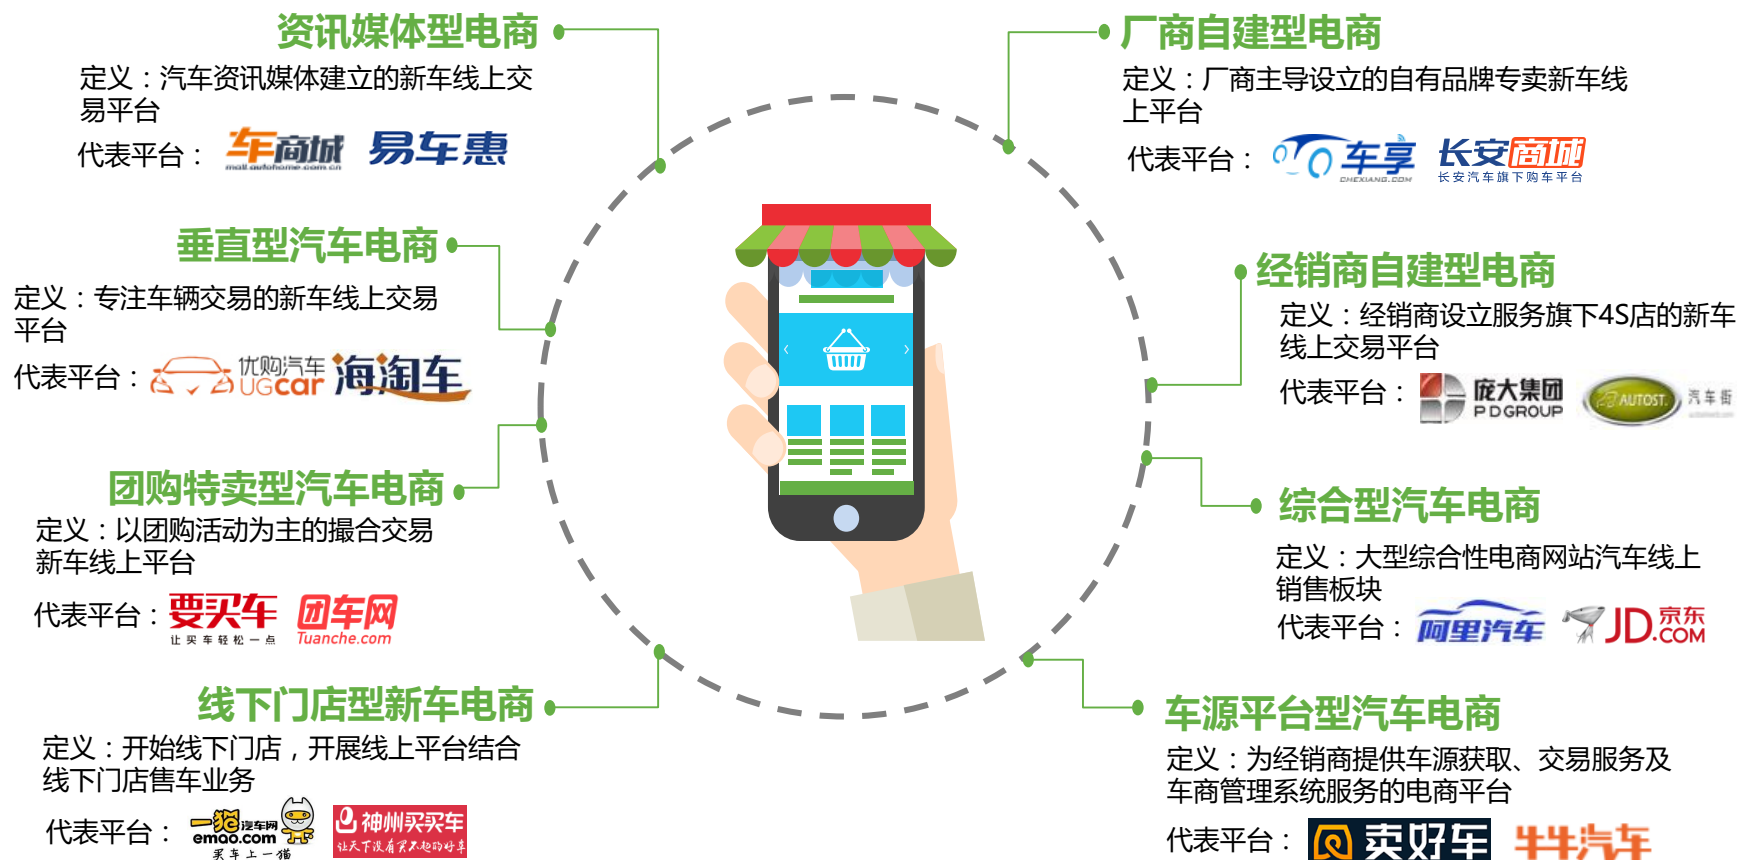 资讯媒体型电商
定义：汽车资讯媒体建立的新车线上交
易平台
代表平台：
车商城
mall.autohome.com.cn
易车惠
垂直型汽车电商
定义：专注车辆交易的新车线上交易
平台
代表平台：
优购汽车
UGcar
海淘车
团购特卖型汽车电商
定义：以团购活动为主的撮合交易
新车线上平台
代表平台：
要买车
让买车轻松一点
团车网
Tuanche.com
线下门店型新车电商
定义：开始线下门店，开展线上平台结合
线下门店售车业务
代表平台：
一猫汽车网
emao.com
买车上一猫
神州买买车
让天下没有买不起的好车
厂商自建型电商
定义：厂商主导设立的自有品牌专卖新车线
上平台
代表平台：
车享
CHEXIANG.COM
长安商城
长安汽车旗下购车平台
经销商自建型电商
定义：经销商设立服务旗下4S店的新车
线上交易平台
代表平台：
庞大集团
PDGROUP
AUTOST.
汽车街
综合型汽车电商
定义：大型综合性电商网站汽车线上
销售板块
代表平台：
阿里汽车
JD.COM
京东
车源平台型汽车电商
定义：为经销商提供车源获取、交易服务及
车商管理系统服务的电商平台
代表平台：
卖好车
牛牛汽车